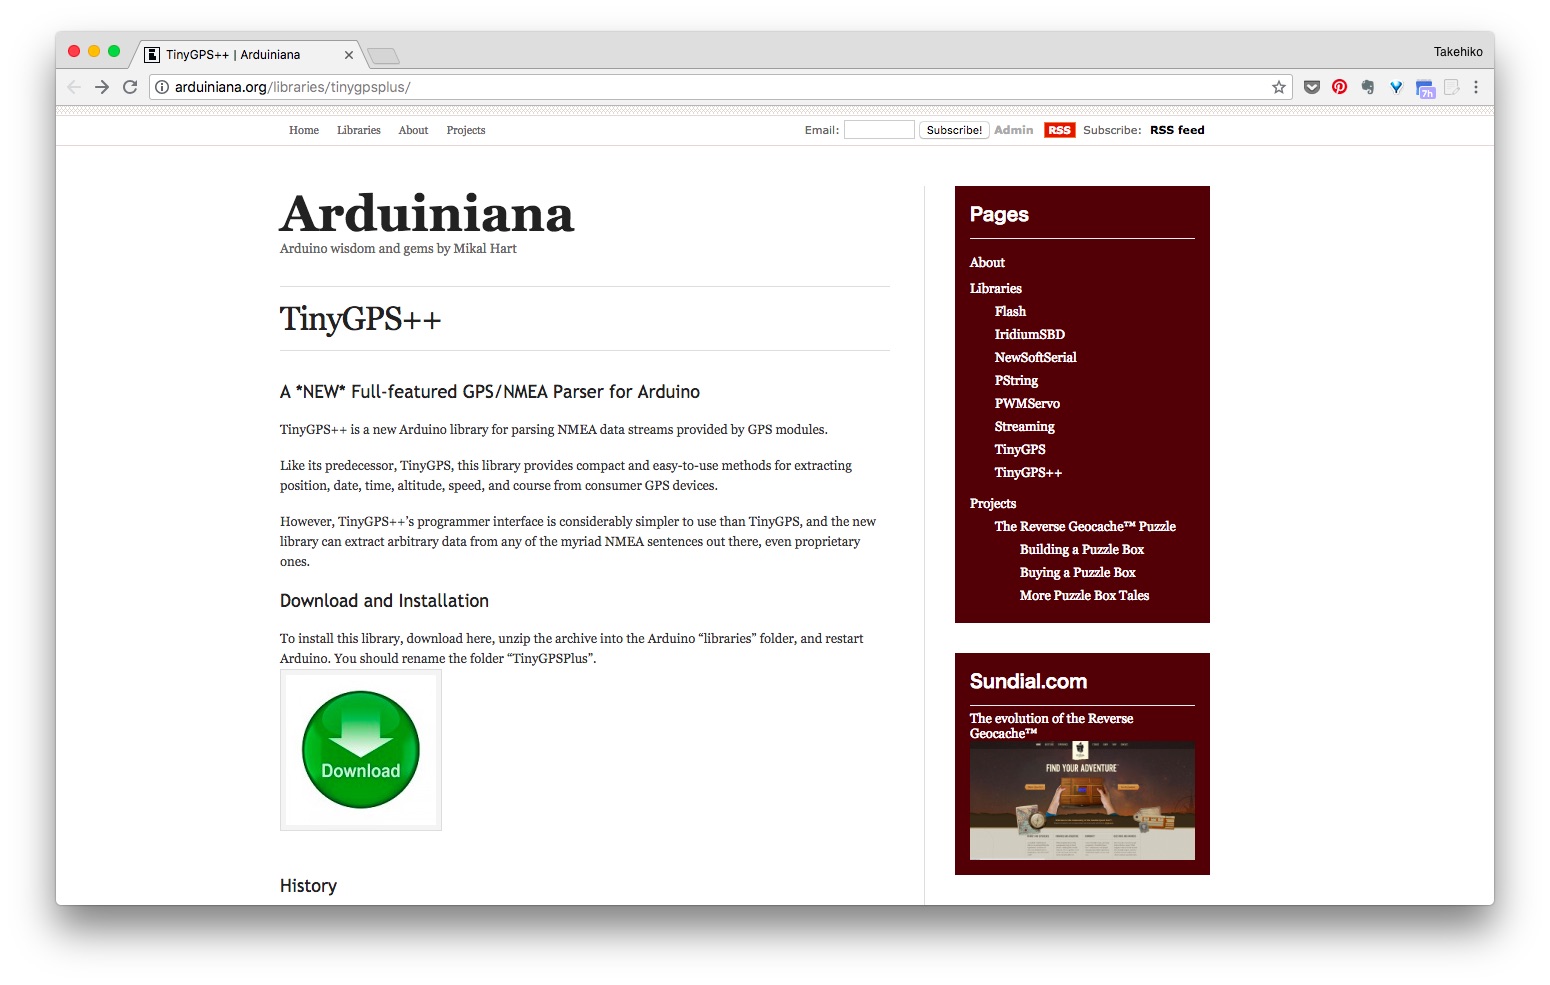 TinyGPS++ | Arduiniana
Takehiko
arduiniana.org/libraries/tinygpsplus/
7h
Home Libraries About Projects
Email: Subscribe! Admin RSS Subscribe: RSS feed
Arduiniana
Arduino wisdom and gems by Mikal Hart
TinyGPS++
A *NEW* Full-featured GPS/NMEA Parser for Arduino
TinyGPS++ is a new Arduino library for parsing NMEA data streams provided by GPS modules.
Like its predecessor, TinyGPS, this library provides compact and easy-to-use methods for extracting
position, date, time, altitude, speed, and course from consumer GPS devices.
However, TinyGPS++’s programmer interface is considerably simpler to use than TinyGPS, and the new
library can extract arbitrary data from any of the myriad NMEA sentences out there, even proprietary
ones.
Download and Installation
To install this library, download here, unzip the archive into the Arduino “libraries” folder, and restart
Arduino. You should rename the folder “TinyGPSPlus”.
Download
History
Pages
About
Libraries
Flash
IridiumSBD
NewSoftSerial
PString
PWMServo
Streaming
TinyGPS
TinyGPS++
Projects
The Reverse Geocache™ Puzzle
Building a Puzzle Box
Buying a Puzzle Box
More Puzzle Box Tales
Sundial.com
The evolution of the Reverse
Geocache™
FIND YOUR ADVENTURE